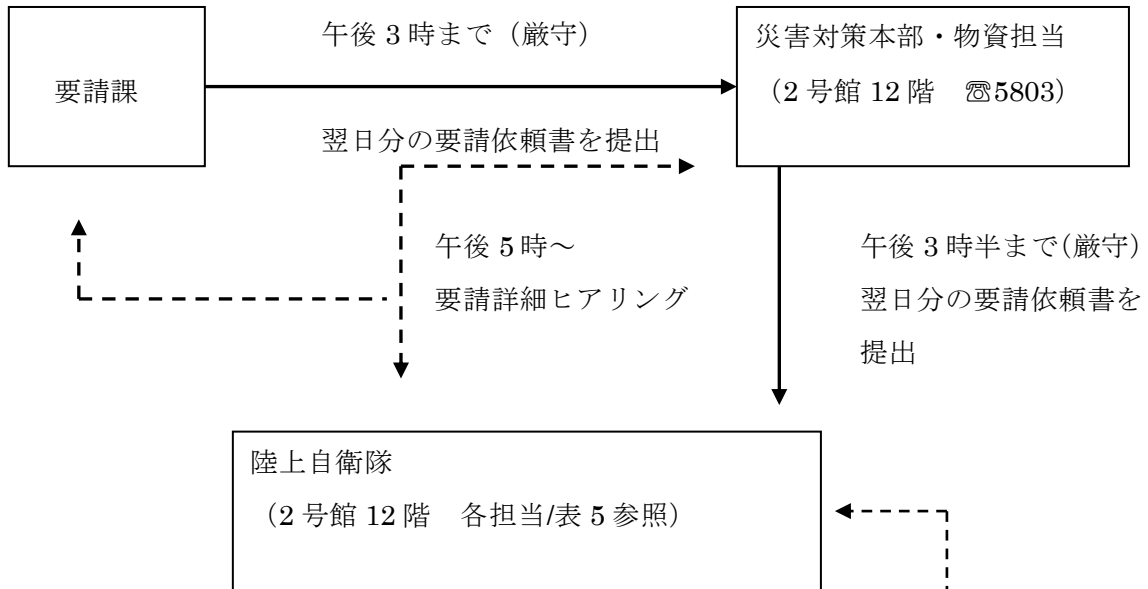 午後 3 時まで（厳守）
要請課
災害対策本部・物資担当
（2 号館 12 階　☎5803）
翌日分の要請依頼書を提出
午後 5 時～
要請詳細ヒアリング
午後 3 時半まで(厳守)
翌日分の要請依頼書を
提出
陸上自衛隊
（2 号館 12 階　各担当/表 5 参照）